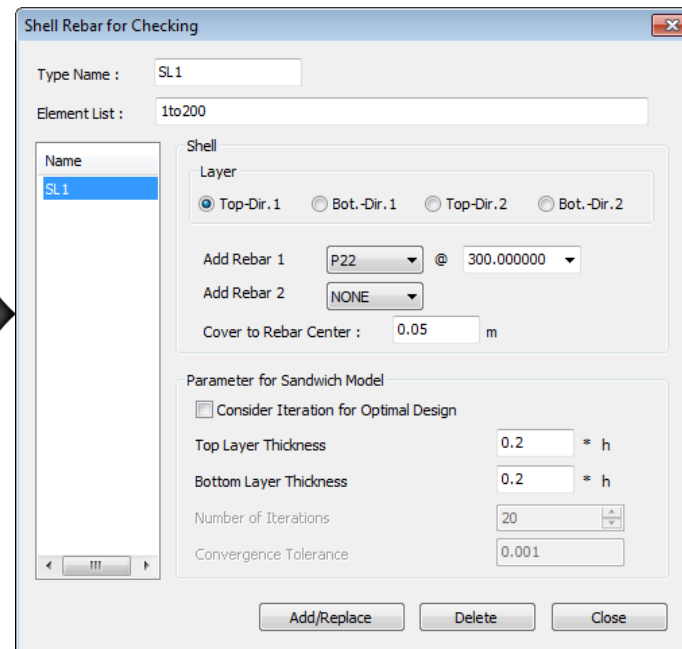 Shell Rebar for Checking
Type Name : SL1
Element List : 1to200
Name
SL1
Shell
Layer
Top-Dir.1 Bot.-Dir.1 Top-Dir.2 Bot.-Dir.2
Add Rebar 1 P22 @ 300.000000
Add Rebar 2 NONE
Cover to Rebar Center : 0.05 m
Parameter for Sandwich Model
Consider Iteration for Optimal Design
Top Layer Thickness 0.2 * h
Bottom Layer Thickness 0.2 * h
Number of Iterations 20
Convergence Tolerance 0.001
Add/Replace Delete Close